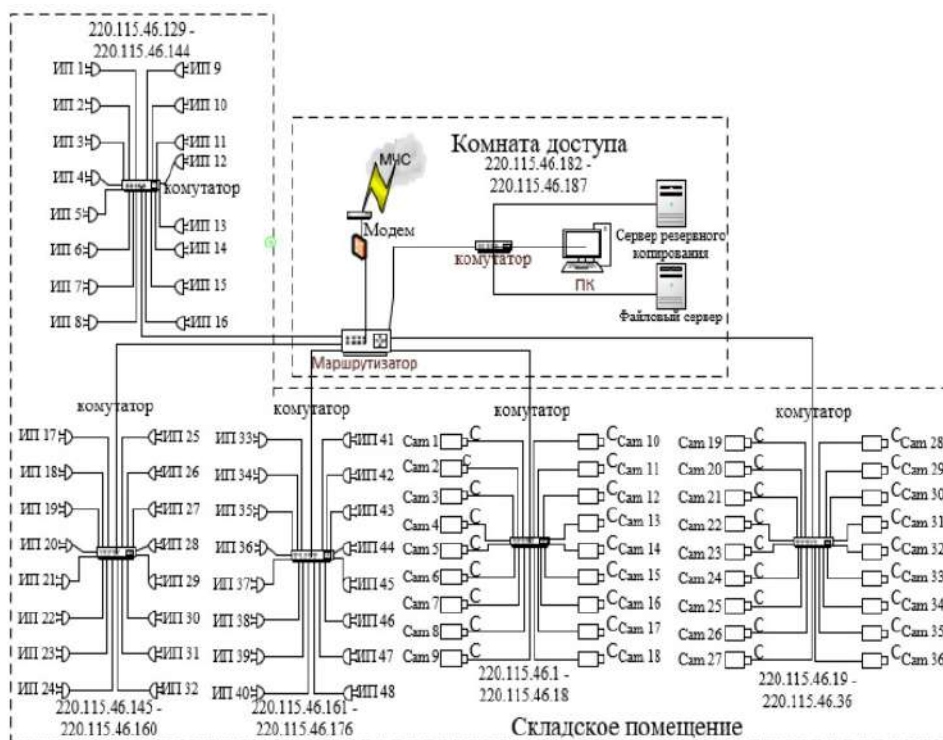 220.115.46.129 -
220.115.46.144
ИП 1
ИП 9
ИП 2
ИП 10
ИП 3
ИП 11
ИП 12
ИП 4
комутатор
ИП 5
ИП 13
ИП 6
ИП 14
ИП 7
ИП 15
ИП 8
ИП 16
Комната доступа
220.115.46.182 -
220.115.46.187
МЧС
Модем
комутатор
ПК
Сервер резервного
копирования
Файловый сервер
Маршрутизатор
комутатор
ИП 17
ИП 25
ИП 18
ИП 26
ИП 19
ИП 27
ИП 20
ИП 28
ИП 21
ИП 29
ИП 22
ИП 30
ИП 23
ИП 31
ИП 24
ИП 32
220.115.46.145 -
220.115.46.160
комутатор
ИП 33
ИП 41
ИП 34
ИП 42
ИП 35
ИП 43
ИП 36
ИП 44
ИП 37
ИП 45
ИП 38
ИП 46
ИП 39
ИП 47
ИП 40
ИП 48
220.115.46.161 -
220.115.46.176
комутатор
Cam 1 C
C Cam 10
Cam 2 C
C Cam 11
Cam 3 C
C Cam 12
Cam 4 C
C Cam 13
Cam 5 C
C Cam 14
Cam 6 C
C Cam 15
Cam 7 C
C Cam 16
Cam 8 C
C Cam 17
Cam 9 C
C Cam 18
220.115.46.1 -
220.115.46.18
комутатор
Cam 19 C
C Cam 28
Cam 20 C
C Cam 29
Cam 21 C
C Cam 30
Cam 22 C
C Cam 31
Cam 23 C
C Cam 32
Cam 24 C
C Cam 33
Cam 25 C
C Cam 34
Cam 26 C
C Cam 35
Cam 27 C
C Cam 36
220.115.46.19 -
220.115.46.36
Складское помещение